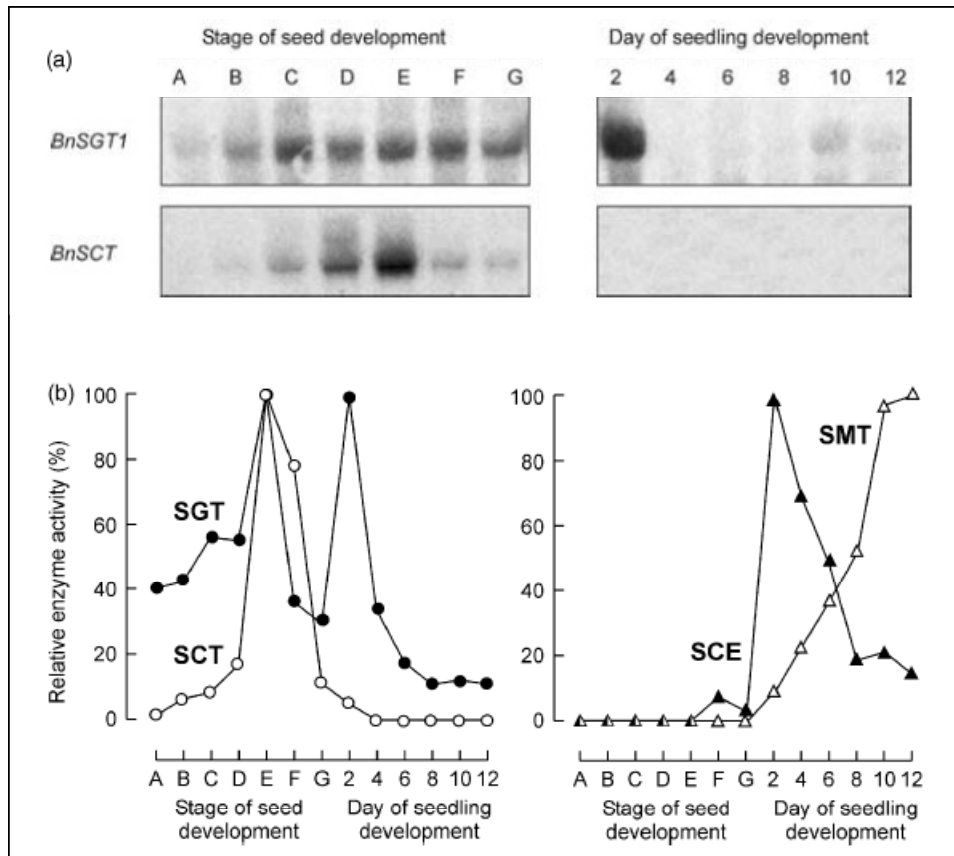 Stage of seed development
Day of seedling development
(a)
A B C D E F G
2 4 6 8 10 12
BnSGT1
BnSCT
(b)
Relative enzyme activity (%)
100
80
60
40
20
0
SGT
SCT
A B C D E F G 2 4 6 8 10 12
Stage of seed
development
Day of seedling
development
100
80
60
40
20
0
SMT
SCE
A B C D E F G 2 4 6 8 10 12
Stage of seed
development
Day of seedling
development